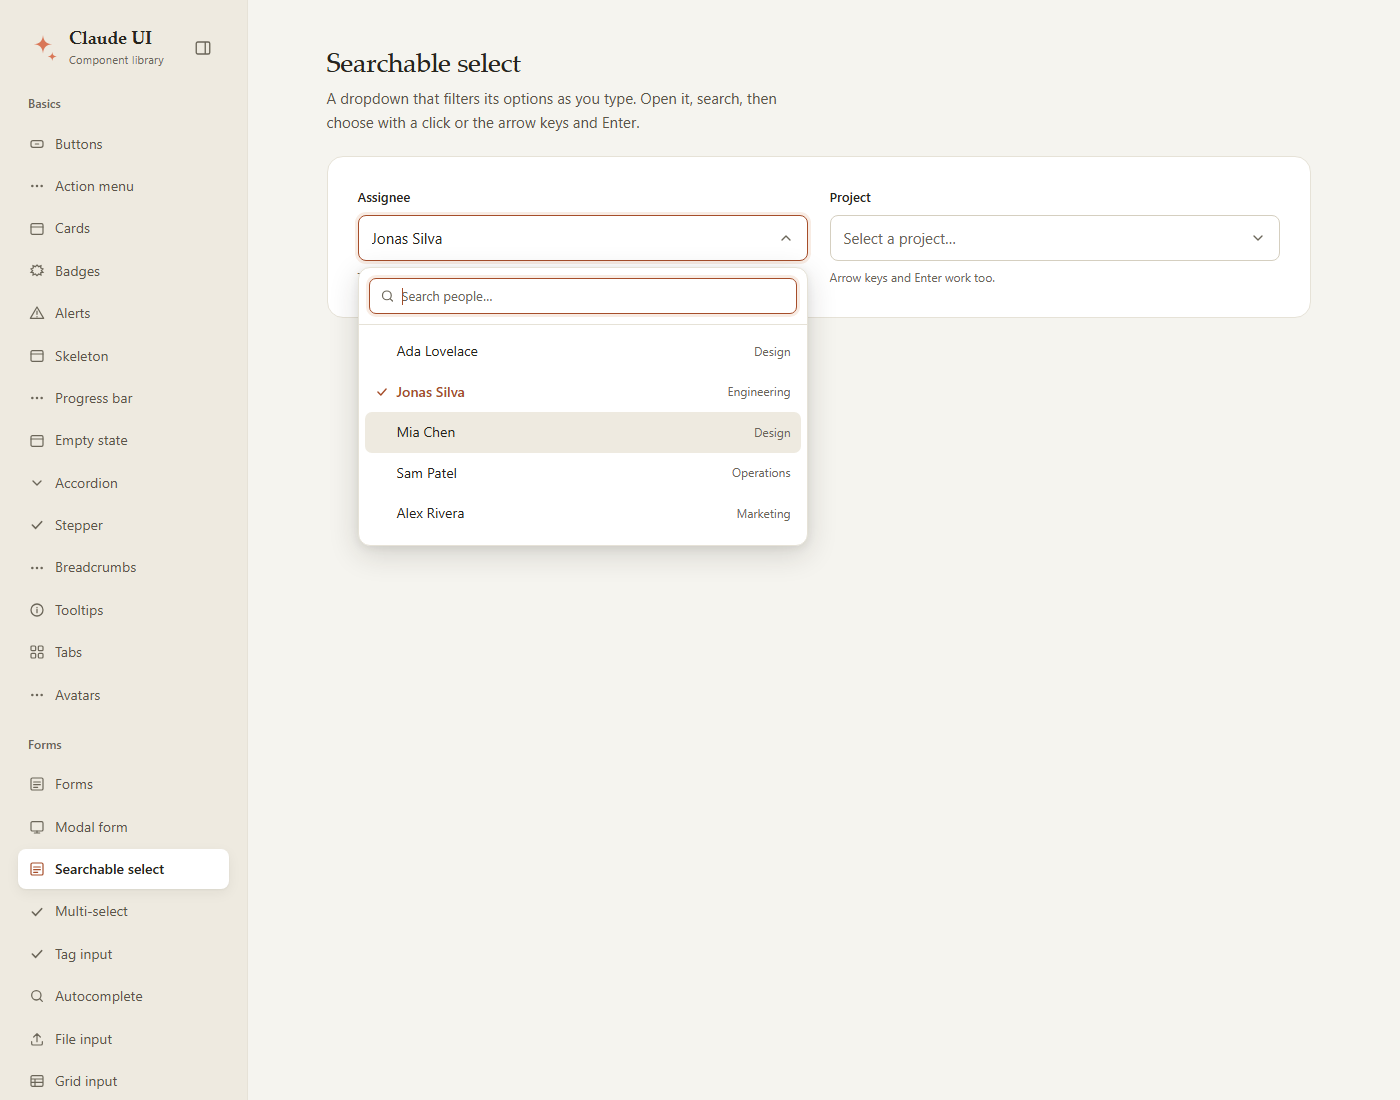 Claude UI
Component library
Basics
Buttons
Action menu
Cards
Badges
Alerts
Skeleton
Progress bar
Empty state
Accordion
Stepper
Breadcrumbs
Tooltips
Tabs
Avatars
Forms
Forms
Modal form
Searchable select
Multi-select
Tag input
Autocomplete
File input
Grid input
Searchable select
A dropdown that filters its options as you type. Open it, search, then
choose with a click or the arrow keys and Enter.
Assignee
Jonas Silva
Search people...
Ada Lovelace Design
Jonas Silva Engineering
Mia Chen Design
Sam Patel Operations
Alex Rivera Marketing
Project
Select a project...
Arrow keys and Enter work too.